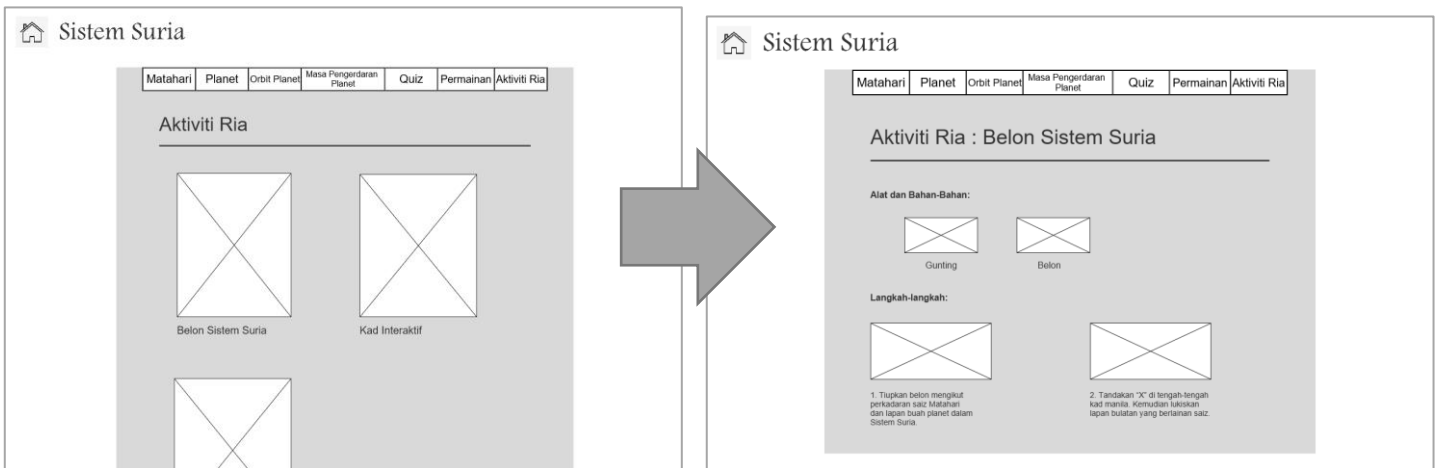 Sistem Suria
Matahari Planet Orbit Planet Masa Pengerdaran Planet Quiz Permainan Aktiviti Ria
Aktiviti Ria
Belon Sistem Suria
Kad Interaktif
Sistem Suria
Matahari Planet Orbit Planet Masa Pengerdaran Planet Quiz Permainan Aktiviti Ria
Aktiviti Ria : Belon Sistem Suria
Alat dan Bahan-Bahan:
Gunting
Belon
Langkah-langkah:
1. Tiupkan belon mengikut
perkadaran saiz Matahari
dan lapan buah planet dalam
Sistem Suria.
2. Tandakan "X" di tengah-tengah
kad manila. Kemudian lukiskan
lapan bulatan yang berlainan saiz.